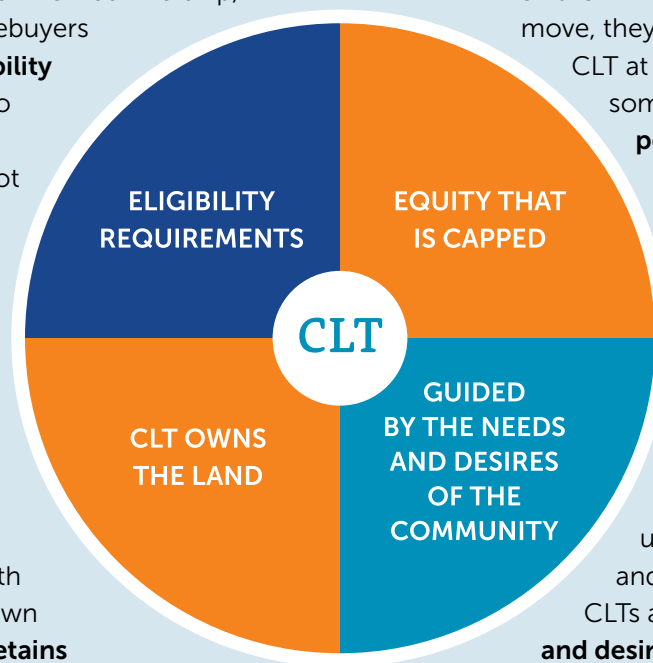 move, they
CLT at
som
ebuyers
bility
o
ot
ELIGIBILITY
REQUIREMENTS
EQUITY THAT
IS CAPPED
CLT
CLT OWNS
THE LAND
GUIDED
BY THE NEEDS
AND DESIRES
OF THE
COMMUNITY
th
wn
etains
u
and
CLTs a
and desir